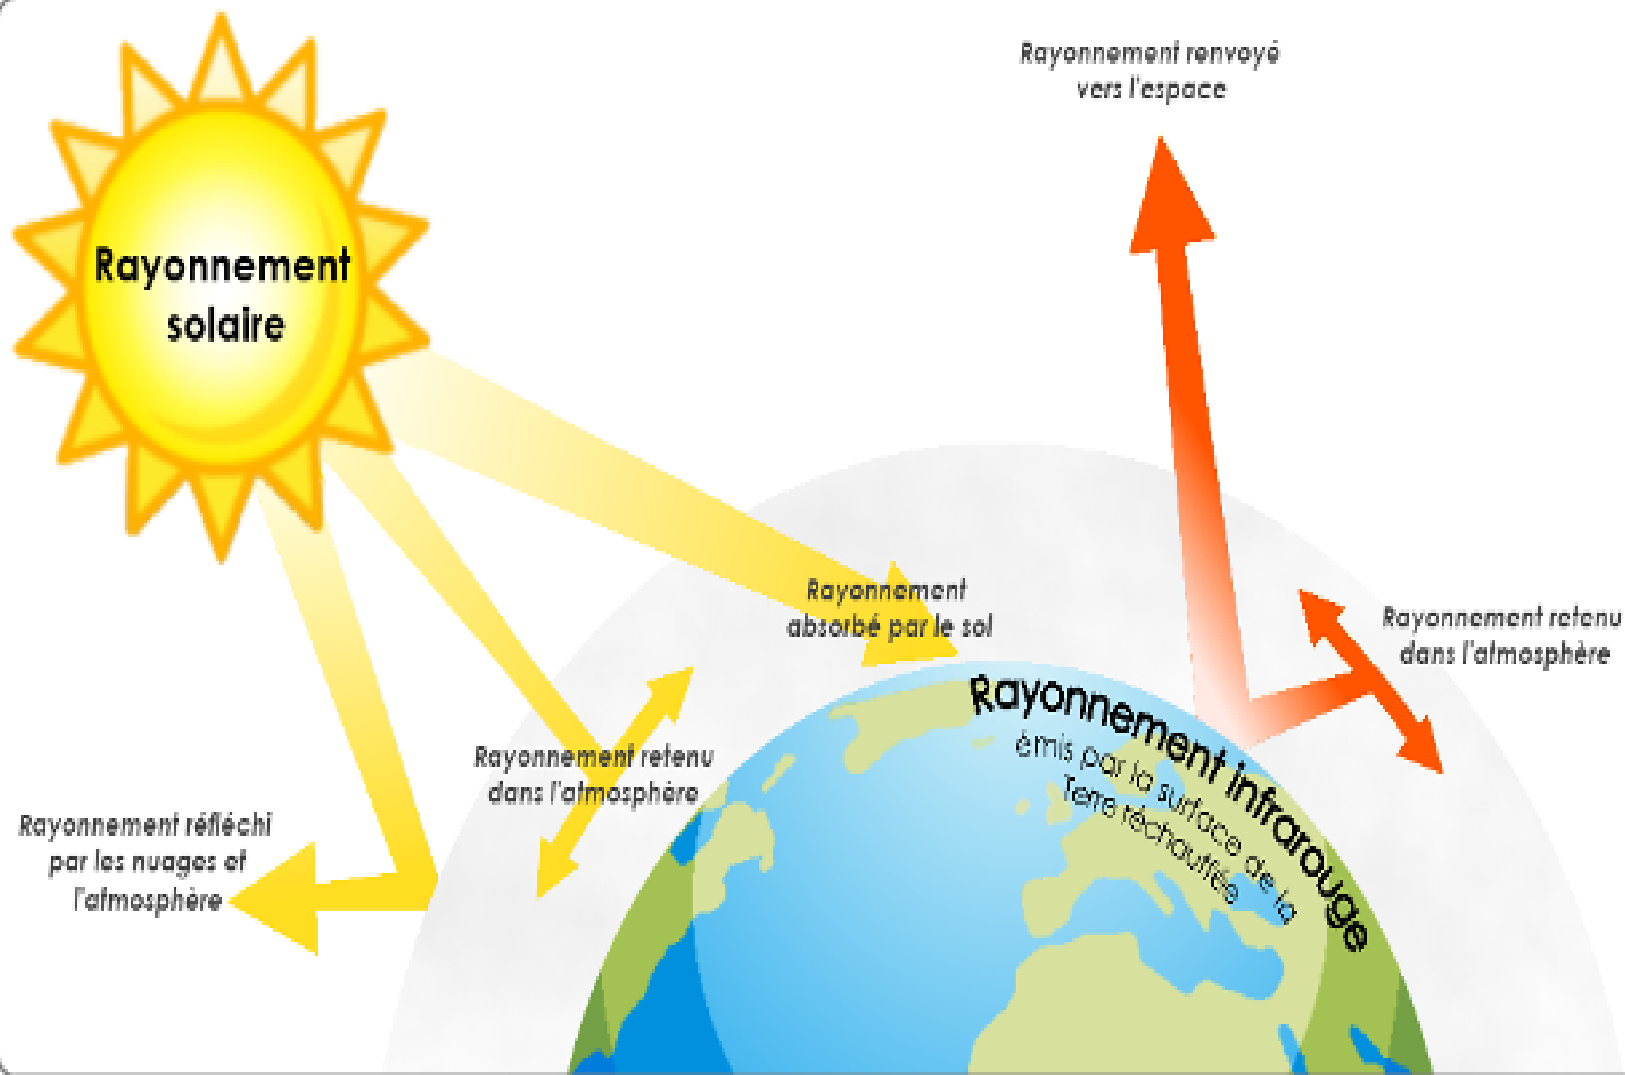 Rayonnement renvoyé
vers l'espace
Rayonnement
solaire
Rayonnement
absorbé par le sol
Rayonnement retenu
dans l'atmosphère
Rayonnement retenu
dans l'atmosphère
Rayonnement réfléchi
par les nuages et
l'atmosphère
Rayonnement infrarouge
émis par la surface de la
Terre réchauffée